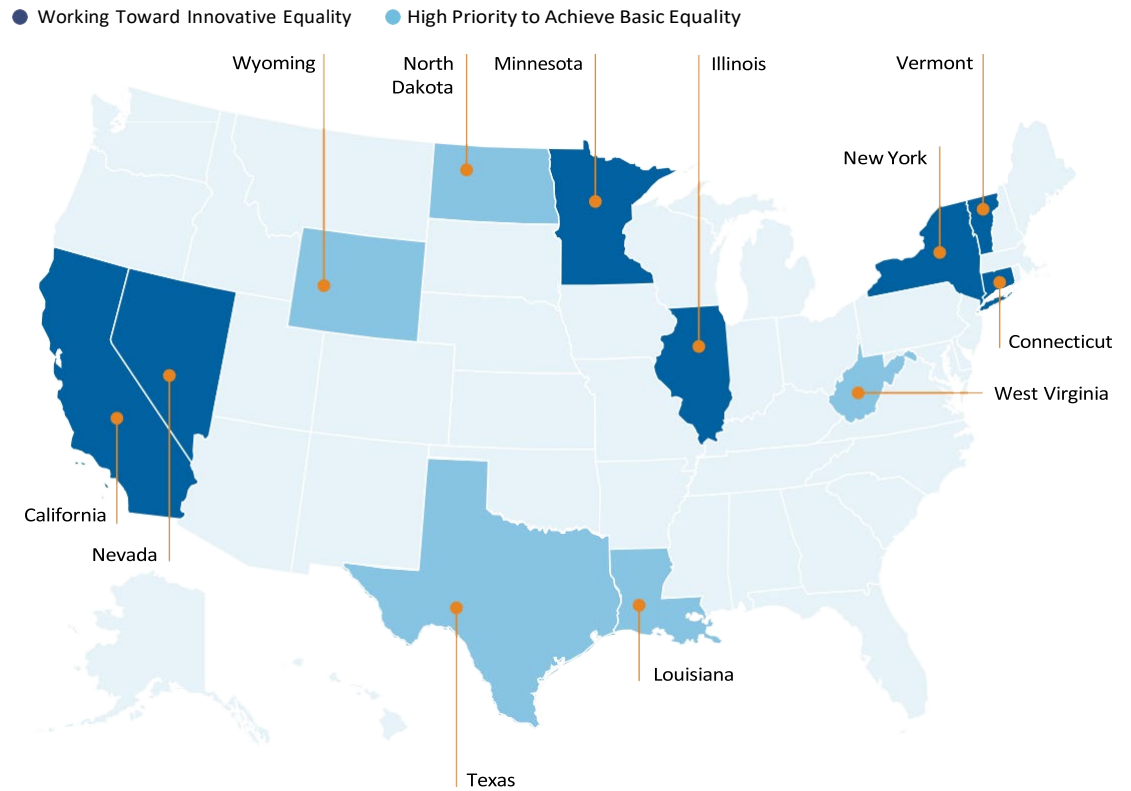 Working Toward Innovative Equality
High Priority to Achieve Basic Equality
Wyoming
North
Dakota
Minnesota
Illinois
Vermont
New York
Connecticut
West Virginia
California
Nevada
Louisiana
Texas